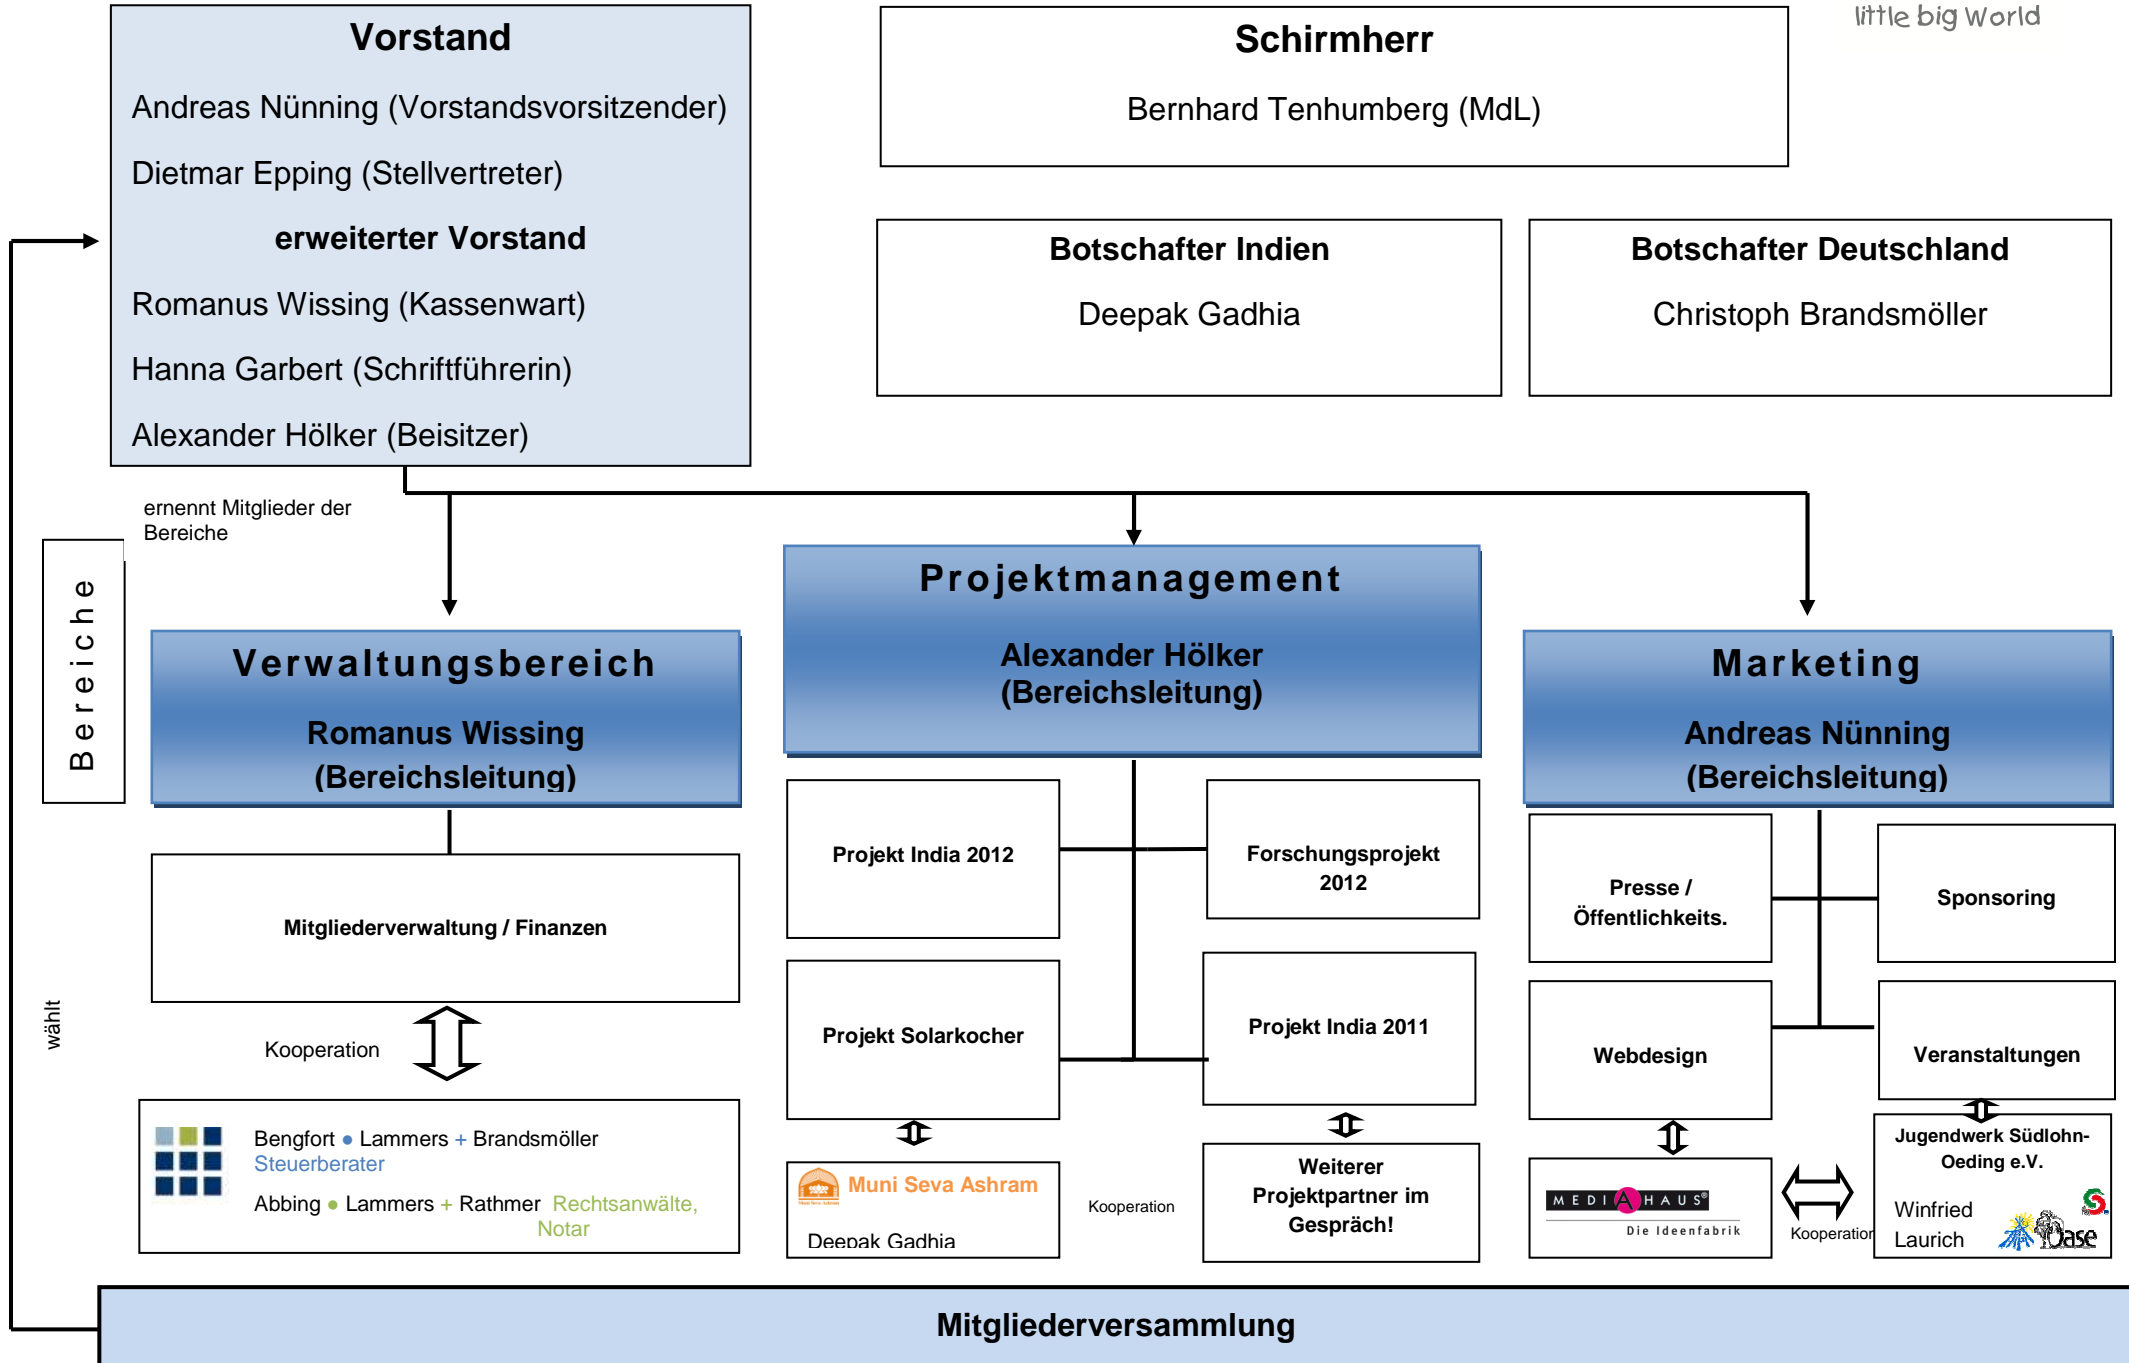 little big World
Vorstand
Andreas Nünning (Vorstandsvorsitzender)
Dietmar Epping (Stellvertreter)
erweiterter Vorstand
Romanus Wissing (Kassenwart)
Hanna Garbert (Schriftführerin)
Alexander Hölker (Beisitzer)
Schirmherr
Bernhard Tenhumberg (MdL)
Botschafter Indien
Deepak Gadhia
Botschafter Deutschland
Christoph Brandsmöller
ernennt Mitglieder der
Bereiche
Bereiche
Verwaltungsbereich
Romanus Wissing
(Bereichsleitung)
Projektmanagement
Alexander Hölker
(Bereichsleitung)
Marketing
Andreas Nünning
(Bereichsleitung)
Mitgliederverwaltung / Finanzen
Kooperation
Bengfort ● Lammers + Brandsmöller
Steuerberater
Abbing ● Lammers + Rathmer Rechtsanwälte,
Notar
Projekt India 2012
Forschungsprojekt
2012
Projekt Solarkocher
Projekt India 2011
Muni Seva Ashram
Deepak Gadhia
Kooperation
Weiterer
Projektpartner im
Gespräch!
Presse /
Öffentlichkeits.
Sponsoring
Webdesign
Veranstaltungen
MEDIAHAUS®
Die Ideenfabrik
Kooperation
Jugendwerk Südlohn-
Oeding e.V.
Winfried
Laurich
Oase
wählt
Mitgliederversammlung